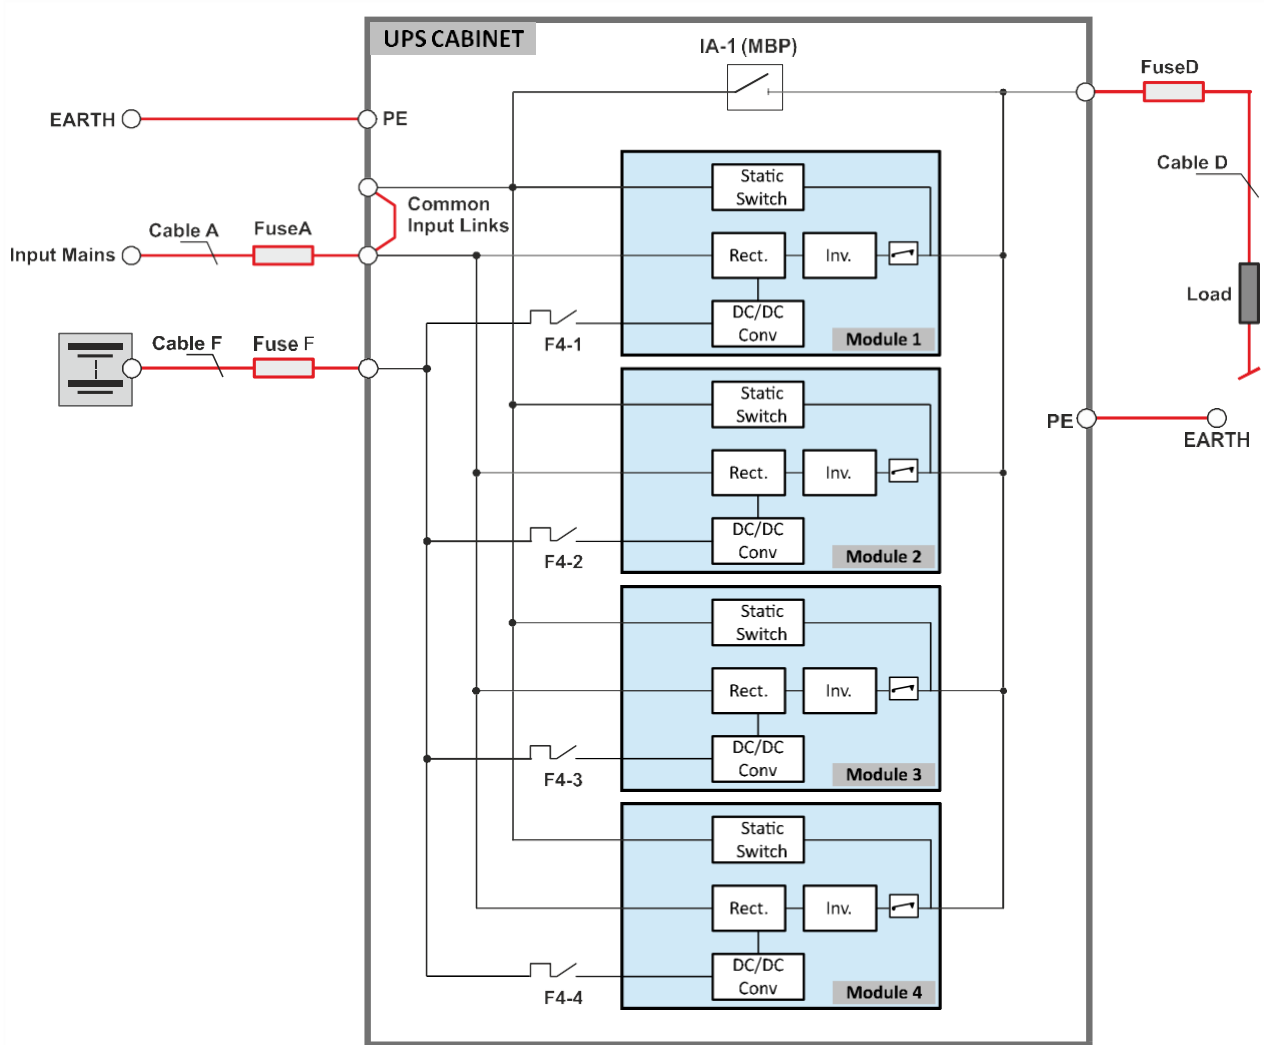 UPS CABINET
IA-1 (MBP)
FuseD
EARTH
PE
Cable D
Static
Switch
Common
Input Links
Cable A
FuseA
Input Mains
Rect.
Inv.
Load
DC/DC
Conv
F4-1
Module 1
Cable F
Fuse F
Static
Switch
PE
EARTH
Rect.
Inv.
DC/DC
Conv
F4-2
Module 2
Static
Switch
Rect.
Inv.
DC/DC
Conv
F4-3
Module 3
Static
Switch
Rect.
Inv.
DC/DC
Conv
F4-4
Module 4